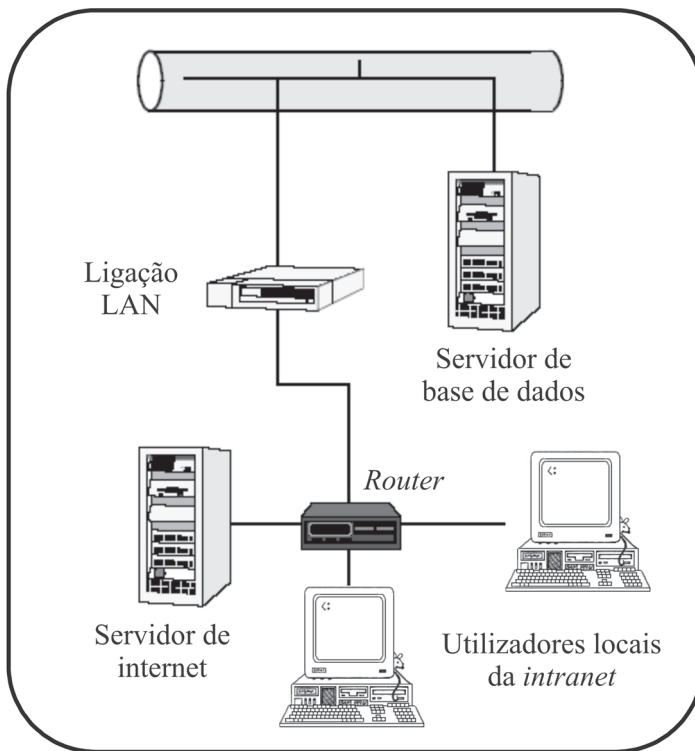 Ligação
LAN
Servidor de
base de dados
Router
Servidor de
internet
Utilizadores locais
da intranet